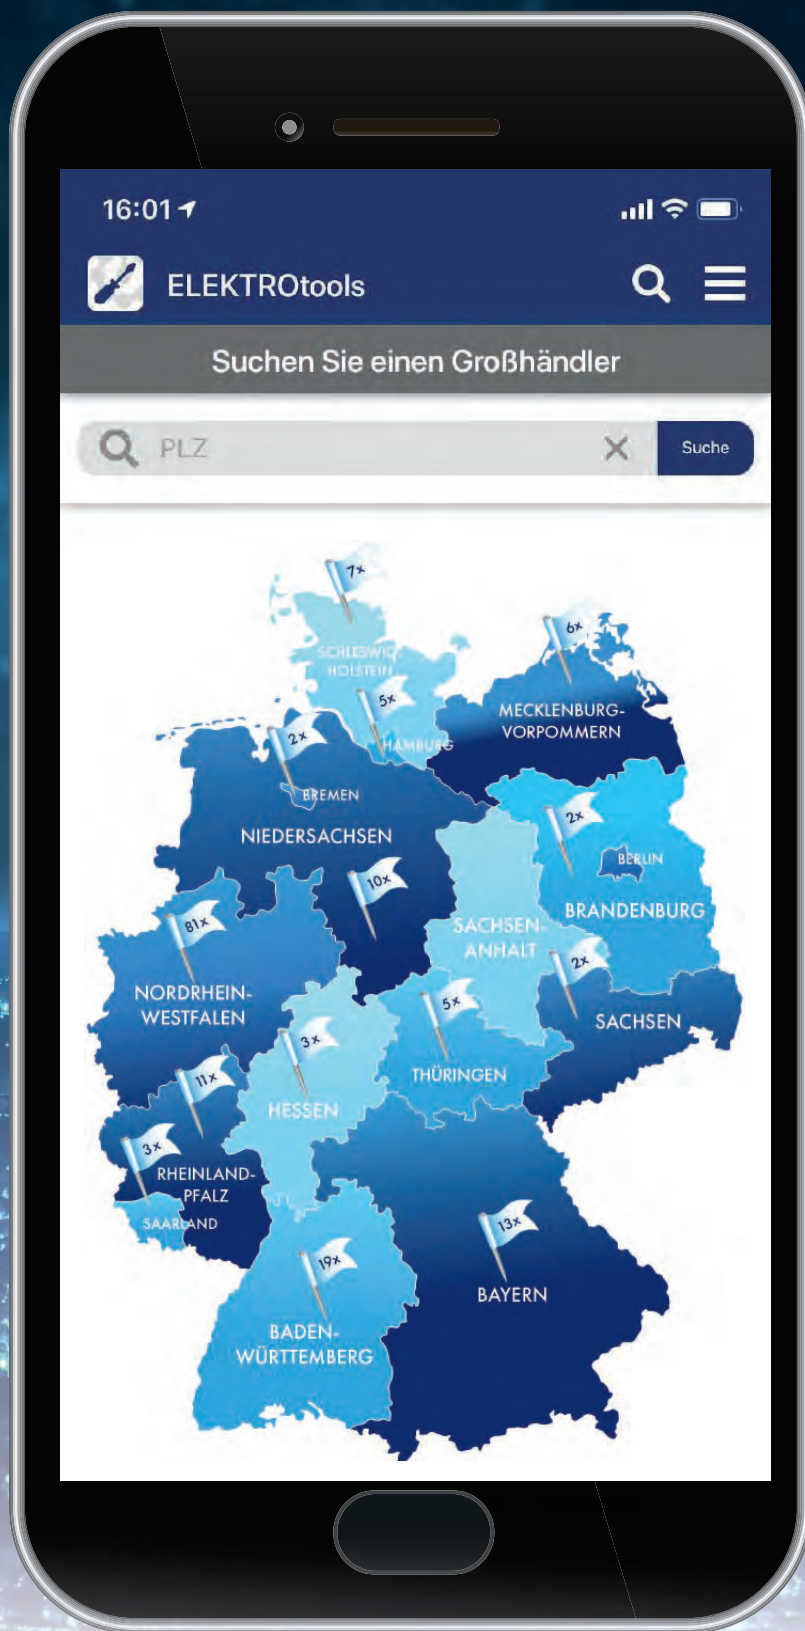 16:01
ELEKTROtools
Suchen Sie einen Großhändler
PLZ
Suche
7x
6x
SCHLESWIG-
HOLSTEIN
5x
MECKLENBURG-
VORPOMMERN
2x
HAMBURG
BREMEN
2x
NIEDERSACHSEN
BERLIN
10x
BRANDENBURG
81x
SACHSEN-
ANHALT
2x
NORDRHEIN-
WESTFALEN
5x
SACHSEN
3x
THÜRINGEN
11x
HESSEN
3x
RHEINLAND-
PFALZ
SAARLAND
13x
19x
BAYERN
BADEN-
WÜRTTEMBERG